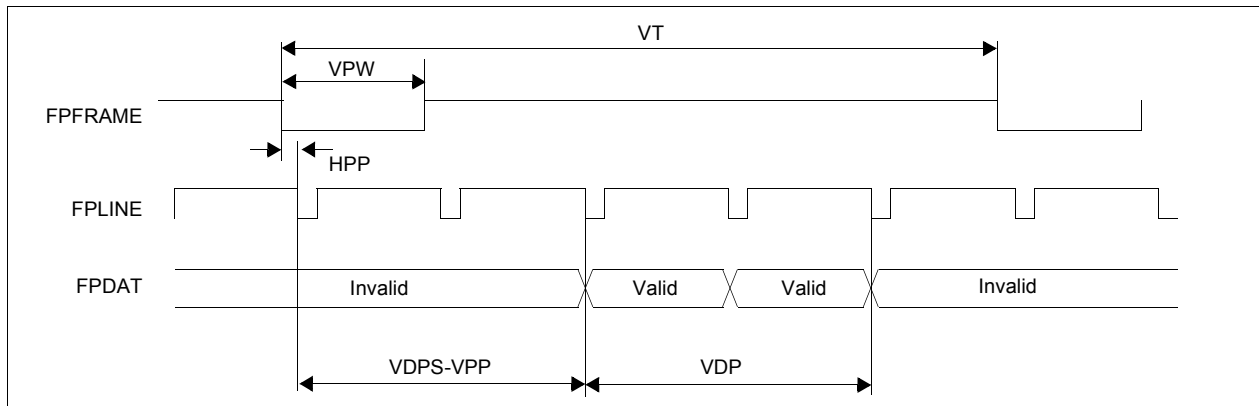 VT
VPW
FPFRAME
HPP
FPLINE
FPDAT
Invalid
Valid
Valid
Invalid
VDPS-VPP
VDP